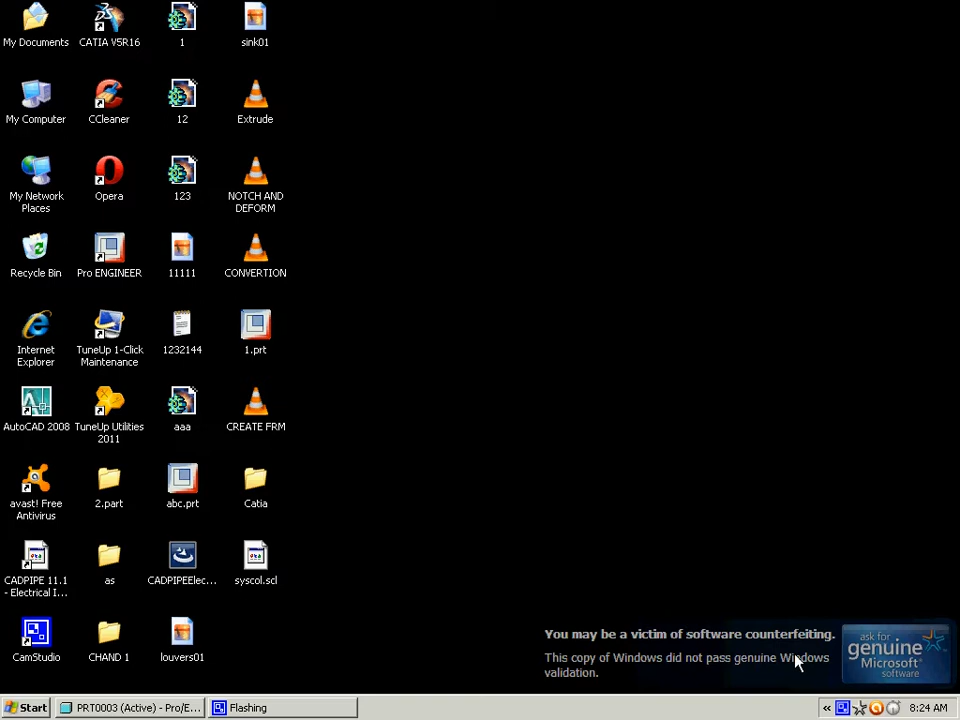 My Documents
CATIA V5R16
1
sink01
My Computer
CCleaner
12
Extrude
My Network
Places
Opera
123
NOTCH AND
DEFORM
Recycle Bin
Pro ENGINEER
11111
CONVERTION
Internet
Explorer
TuneUp 1-Click
Maintenance
1232144
1.prt
AutoCAD 2008
TuneUp Utilities
2011
aaa
CREATE FRM
avast! Free
Antivirus
2.part
abc.prt
Catia
CADPIPE 11.1
- Electrical I...
as
CADPIPEElec...
syscol.scl
CamStudio
CHAND 1
louvers01
You may be a victim of software counterfeiting.
This copy of Windows did not pass genuine Windows
validation.
ask for
genuine
Microsoft®
software
Start
PRT0003 (Active) - Pro/E...
Flashing
«
8:24 AM